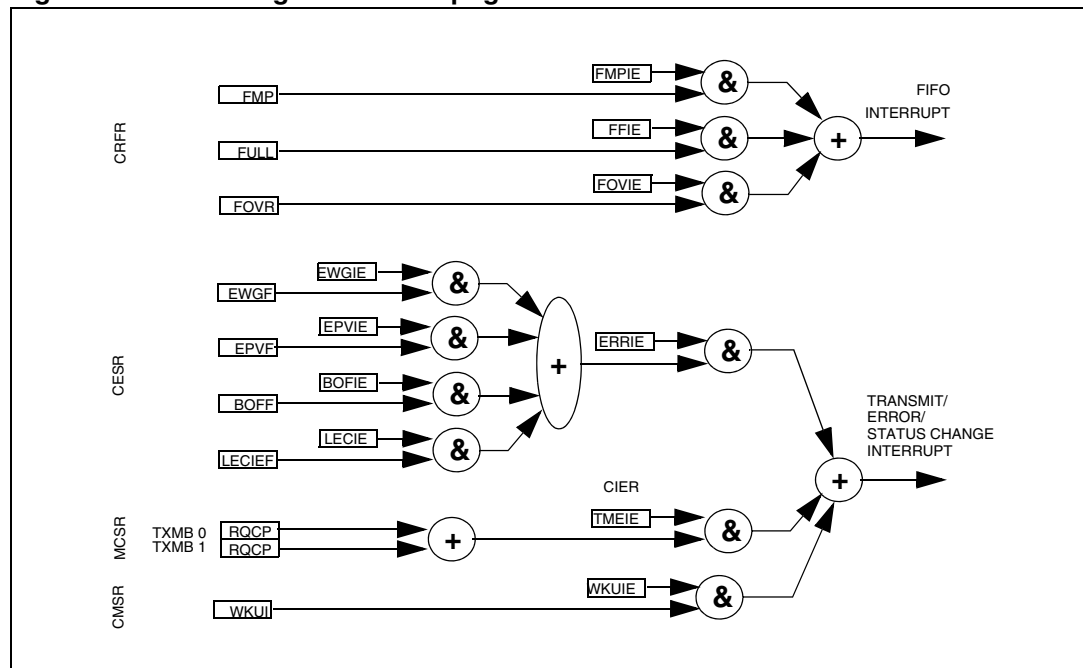 FMPIE
&
FMP
FIFO
INTERRUPT
CRFR
FFIE
&
+
FULL
FOVIE
&
FOVR
EWGIE
&
EWGF
EPVIE
&
EPVF
+
ERRIE
&
CESR
BOFIE
&
BOFF
LECIE
&
LECIEF
TRANSMIT/
ERROR/
STATUS CHANGE
INTERRUPT
+
CIER
MCSR
TXMB 0 RQCP
TXMB 1 RQCP
+
TMEIE
&
CMSR
WKUIE
&
WKUI